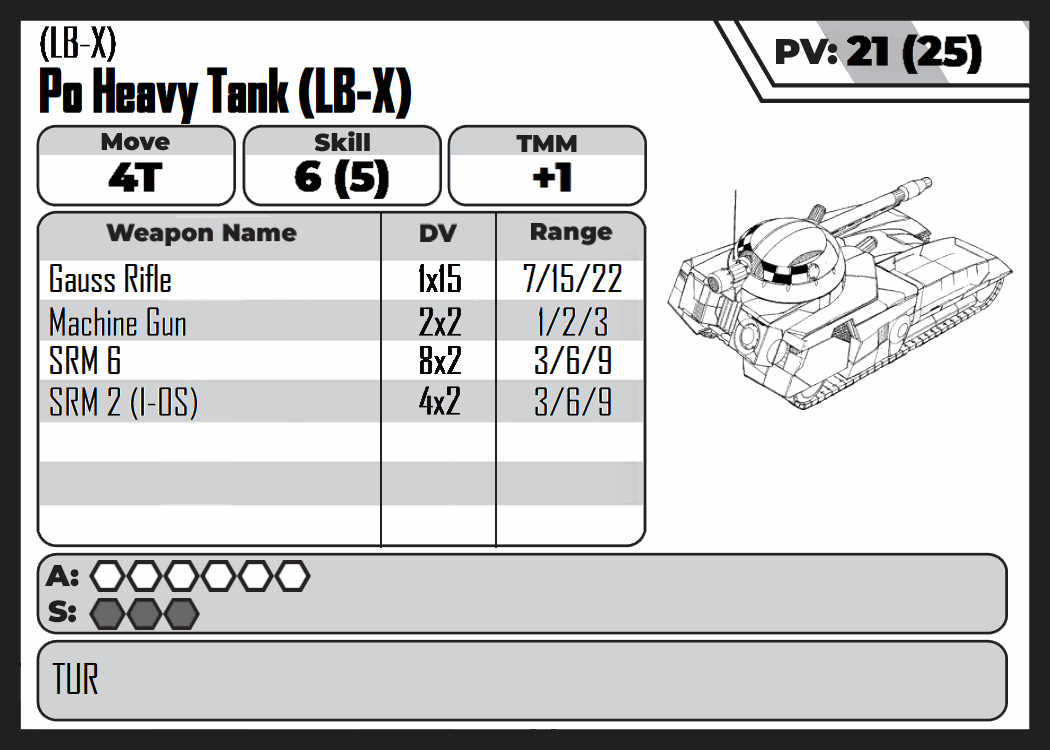 (LB-X)
Po Heavy Tank (LB-X)
PV: 21 (25)
Move
4T
Skill
6 (5)
TMM
+1
Weapon Name DV Range
Gauss Rifle 1x15 7/15/22
Machine Gun 2x2 1/2/3
SRM 6 8x2 3/6/9
SRM 2 (I-OS) 4x2 3/6/9
A:
S:
TUR